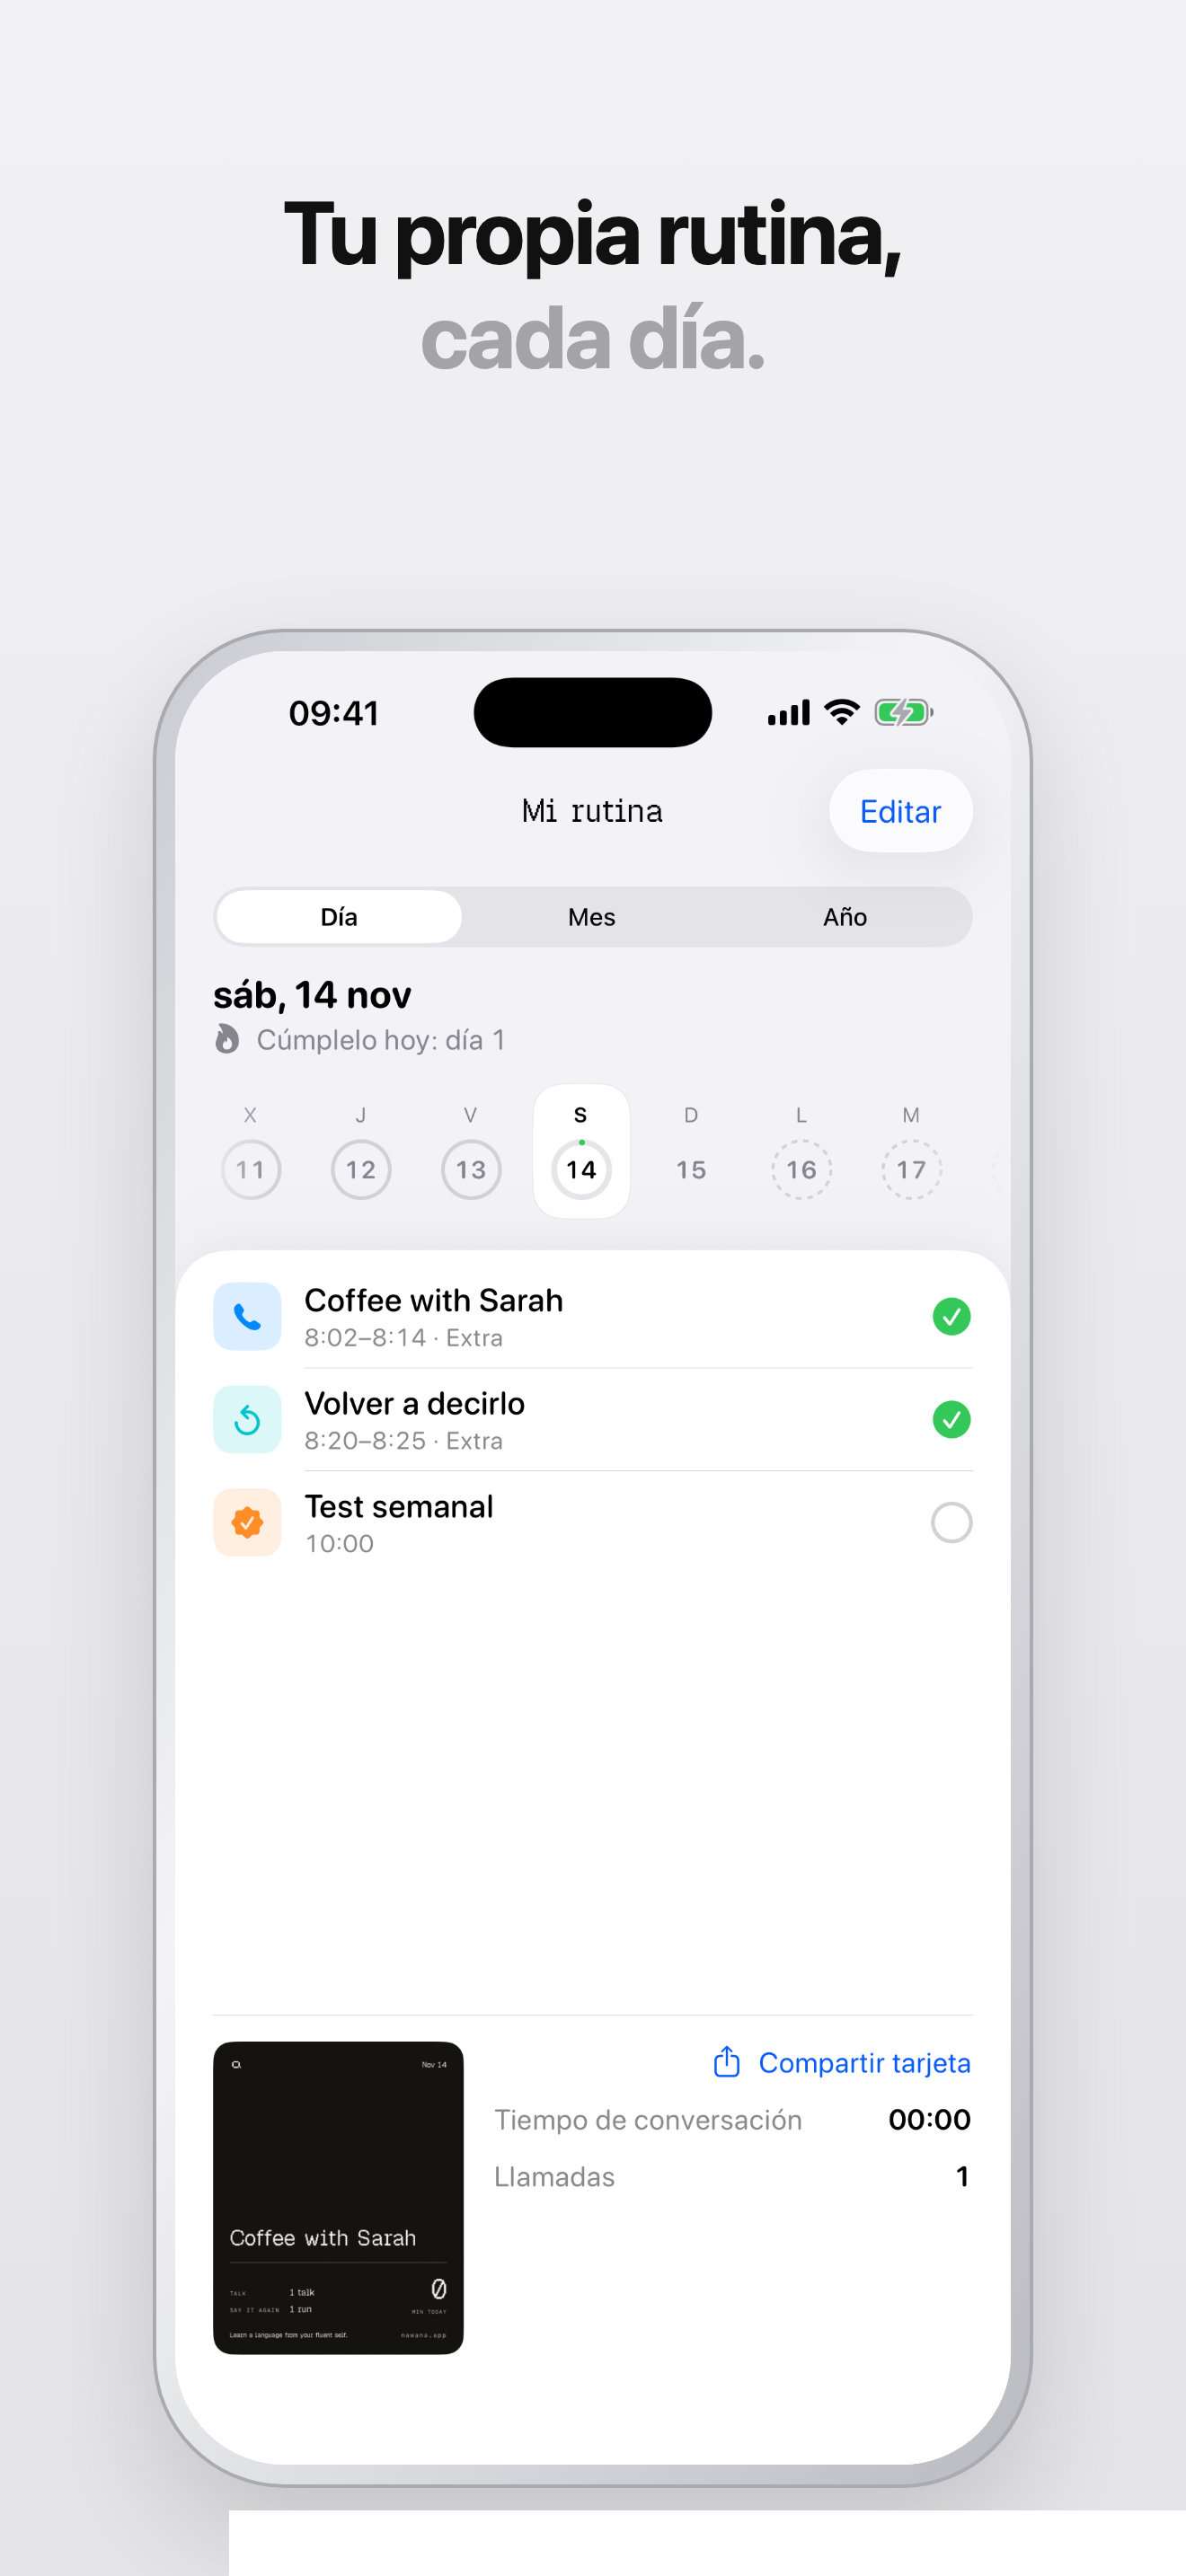 Tu propia rutina,
cada día.
09:41
Mi rutina
Editar
Día Mes Año
sáb, 14 nov
Cúmplelo hoy: día 1
X J V S D L M
11 12 13 14 15 16 17
Coffee with Sarah
8:02–8:14 · Extra
Volver a decirlo
8:20–8:25 · Extra
Test semanal
10:00
Nov 14
Coffee with Sarah
TALK 1 talk
0
SAY IT AGAIN 1 run
MIN TODAY
Learn a language from your fluent self.
nawana.app
Compartir tarjeta
Tiempo de conversación 00:00
Llamadas 1